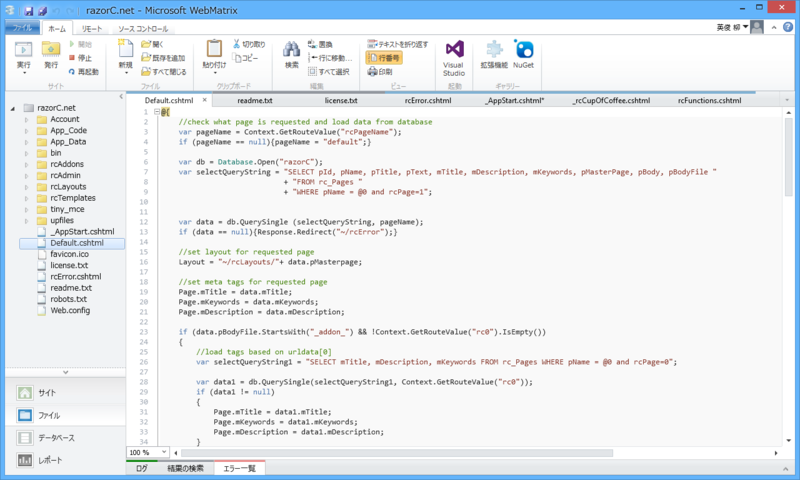 razorC.net - Microsoft WebMatrix
ファイル ホーム リモート ソース コントロール 英俊 柳
実行 発行 開始 停止 再起動 サイト
新規 開く 既存を追加 すべて閉じる ファイル
貼り付け 切り取り コピー クリップボード
検索 置換 行に移動... すべて選択 編集
テキストを折り返す 行番号 印刷 ビュー
Visual Studio 起動
拡張機能 NuGet ギャラリー
razorC.net
Account
App_Code
App_Data
bin
rcAddons
rcAdmin
rcLayouts
rcTemplates
tiny_mce
upfiles
_AppStart.cshtml
Default.cshtml
favicon.ico
license.txt
rcError.cshtml
readme.txt
robots.txt
Web.config
サイト
ファイル
データベース
レポート
Default.cshtml × readme.txt license.txt rcError.cshtml _AppStart.cshtml* _rcCupOfCoffee.cshtml rcFunctions.cshtml
1 @{
2 //check what page is requested and load data from database
3 var pageName = Context.GetRouteValue("rcPageName");
4 if (pageName == null){pageName = "default";}
5
6 var db = Database.Open("razorC");
7 var selectQueryString = "SELECT pId, pName, pTitle, pText, mTitle, mDescription, mKeywords, pMasterPage, pBody, pBodyFile "
8 + "FROM rc_Pages "
9 + "WHERE pName = @0 and rcPage=1";
10
11
12 var data = db.QuerySingle (selectQueryString, pageName);
13 if (data == null){Response.Redirect("~/rcError");}
14
15 //set layout for requested page
16 Layout = "~/rcLayouts/"+ data.pMasterpage;
17
18 //set meta tags for requested page
19 Page.mTitle = data.mTitle;
20 Page.mKeywords = data.mKeywords;
21 Page.mDescription = data.mDescription;
22
23 if (data.pBodyFile.StartsWith("_addon_") && !Context.GetRouteValue("rc0").IsEmpty())
24 {
25 //load tags based on urldata[0]
26 var selectQueryString1 = "SELECT mTitle, mDescription, mKeywords FROM rc_Pages WHERE pName = @0 and rcPage=0";
27
28 var data1 = db.QuerySingle(selectQueryString1, Context.GetRouteValue("rc0"));
29 if (data1 != null)
30 {
31 Page.mTitle = data1.mTitle;
32 Page.mKeywords = data1.mKeywords;
33 Page.mDescription = data1.mDescription;
34 }
100 %
ログ 結果の検索 エラー一覧